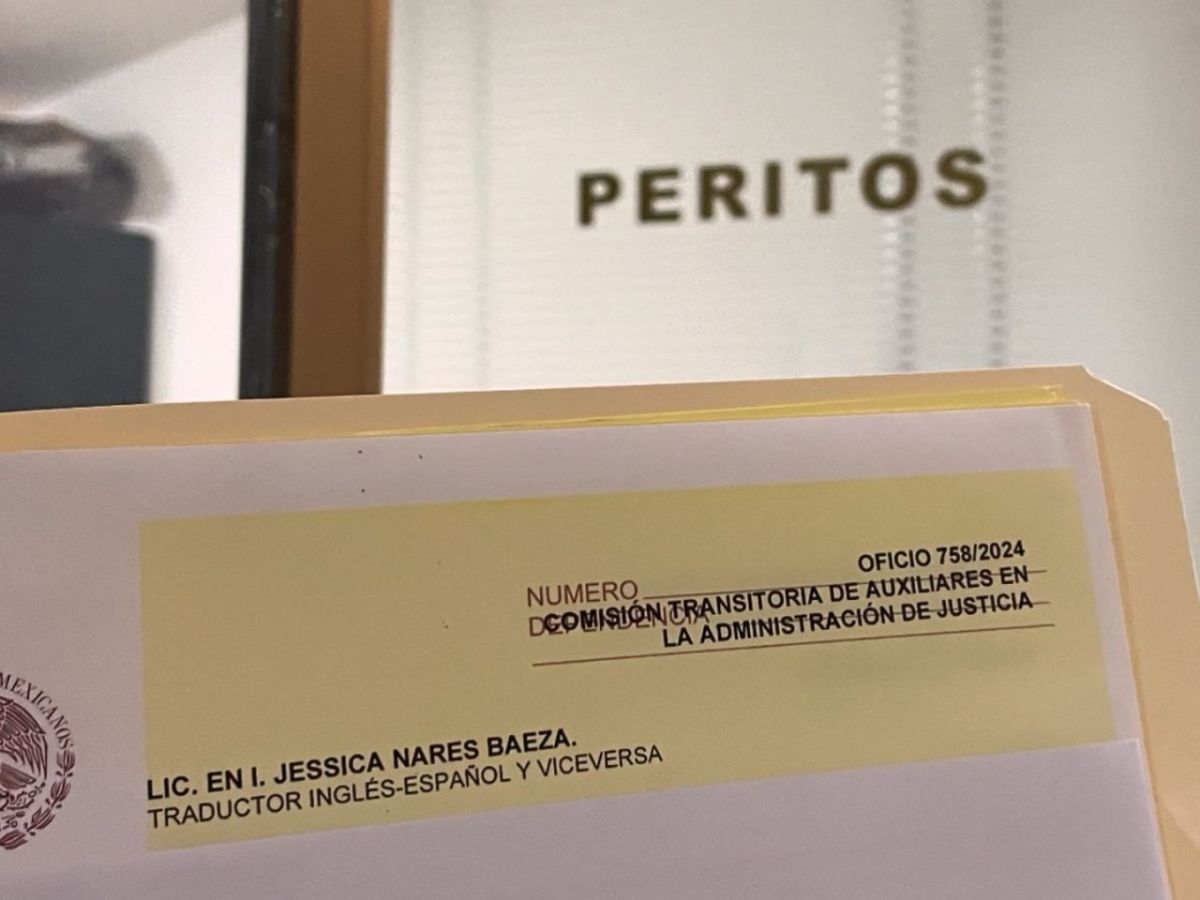 PERITOS
OFICIO 758/2024
NUMERO
COMISIÓN TRANSITORIA DE AUXILIARES EN
DEPENDENCIA
LA ADMINISTRACIÓN DE JUSTICIA
MEXICANOS
LIC. EN I. JESSICA NARES BAEZA.
TRADUCTOR INGLÉS-ESPAÑOL Y VICEVERSA